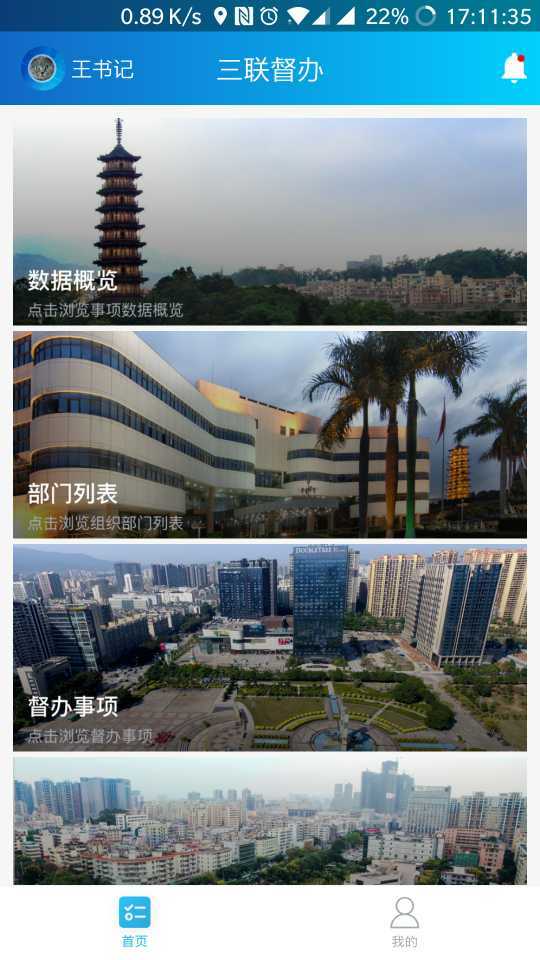 0.89 K/s
22%
17:11:35
王书记
三联督办
数据概览
点击浏览事项数据概览
部门列表
点击浏览组织部门列表
DOUBLETREE
督办事项
点击浏览督办事项
首页
我的